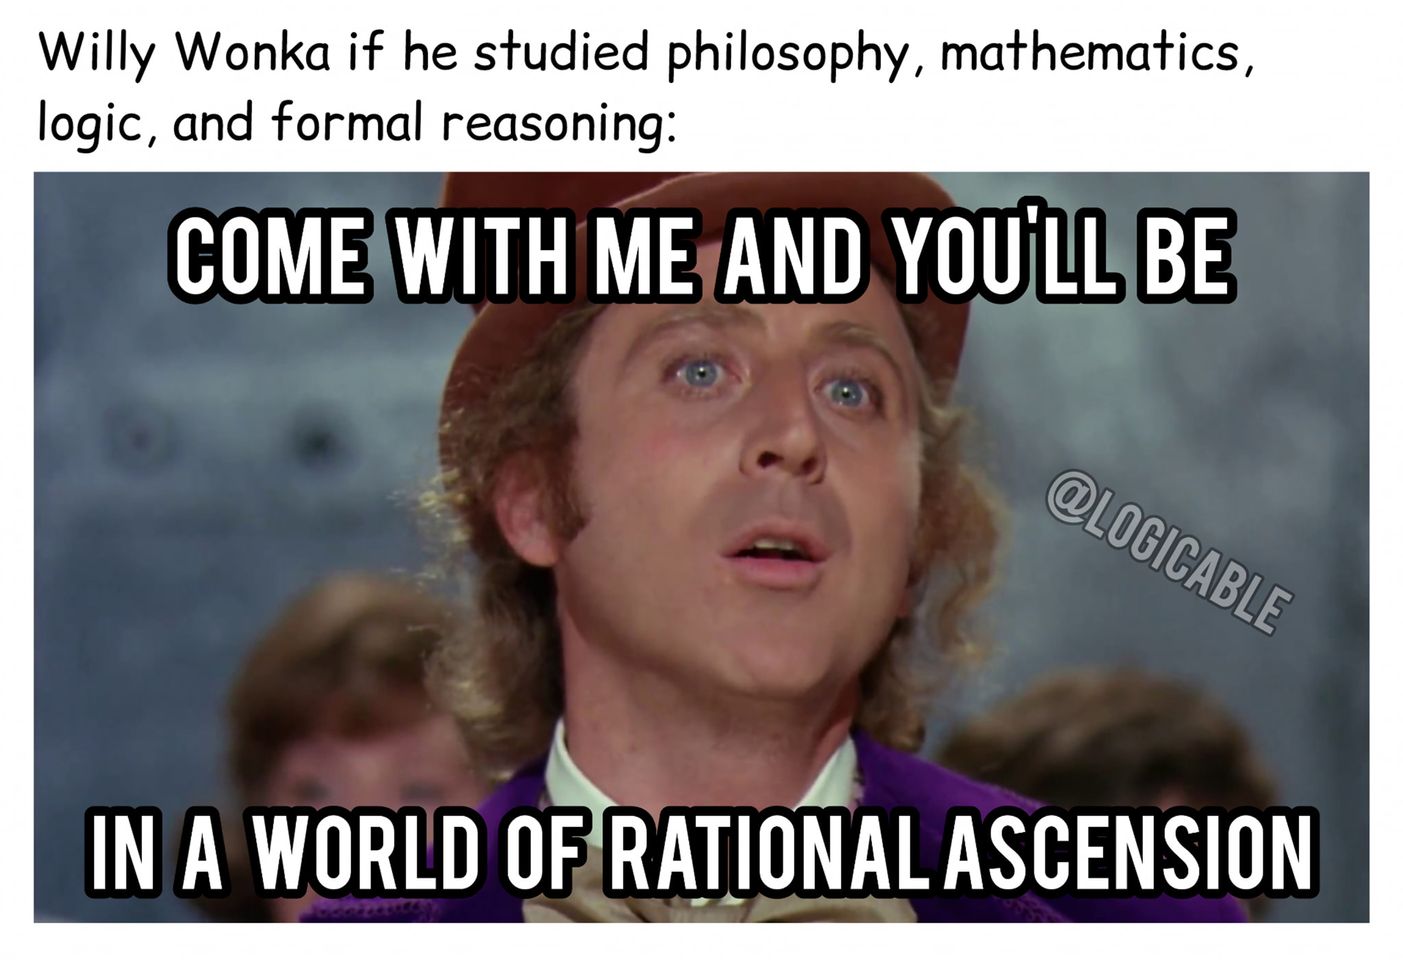 Willy Wonka if he studied philosophy, mathematics,
logic, and formal reasoning:
COME WITH ME AND YOU'LL BE
@LOGICABLE
IN A WORLD OF RATIONAL ASCENSION